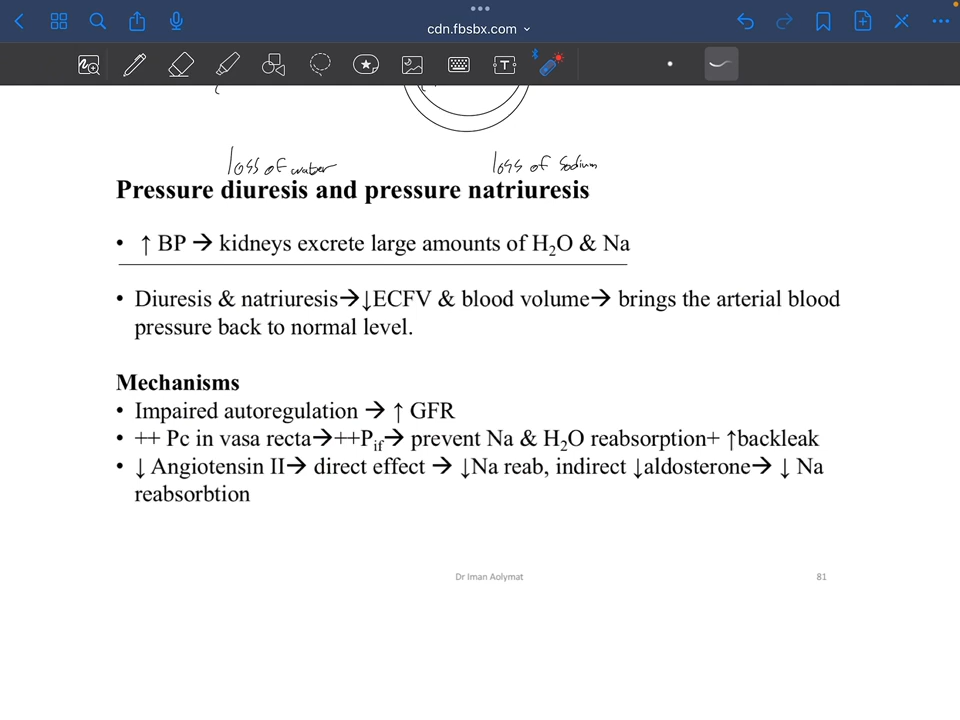 cdn.fbsbx.com
T
loss of water loss of sodium
Pressure diuresis and pressure natriuresis
• ↑ BP → kidneys excrete large amounts of H₂O & Na
• Diuresis & natriuresis→↓ECFV & blood volume→ brings the arterial blood
pressure back to normal level.
Mechanisms
• Impaired autoregulation → ↑ GFR
• ++ Pc in vasa recta→++Pif→ prevent Na & H₂O reabsorption+ ↑backleak
• ↓ Angiotensin II→ direct effect → ↓Na reab, indirect ↓aldosterone→ ↓ Na
reabsorbtion
Dr Iman Aolymat 81